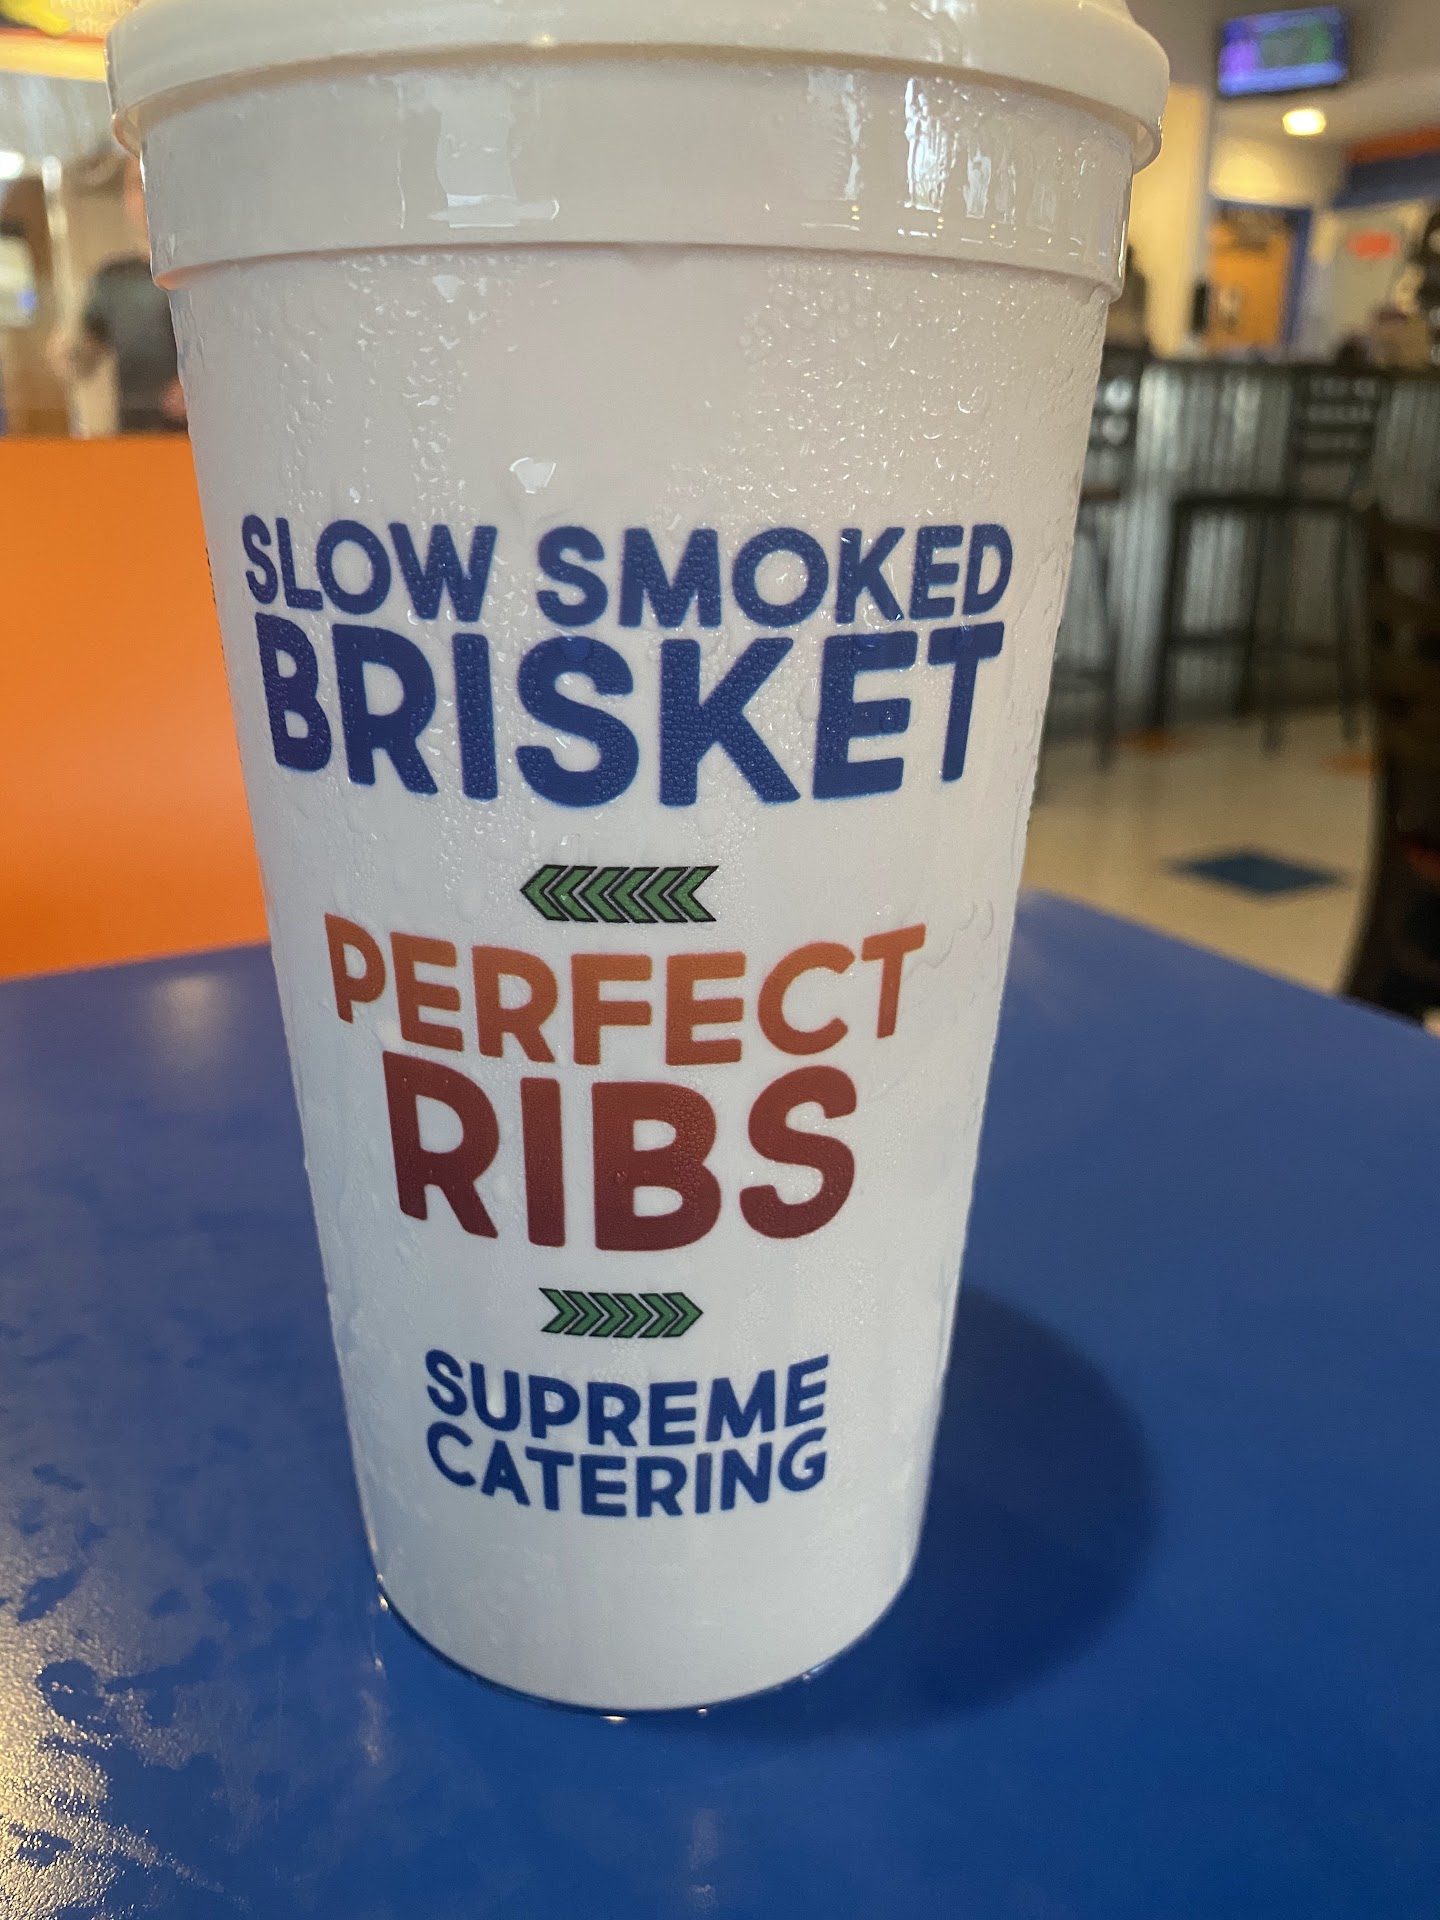 SLOW SMOKED
BRISKET
PERFECT
RIBS
SUPREME
CATERING